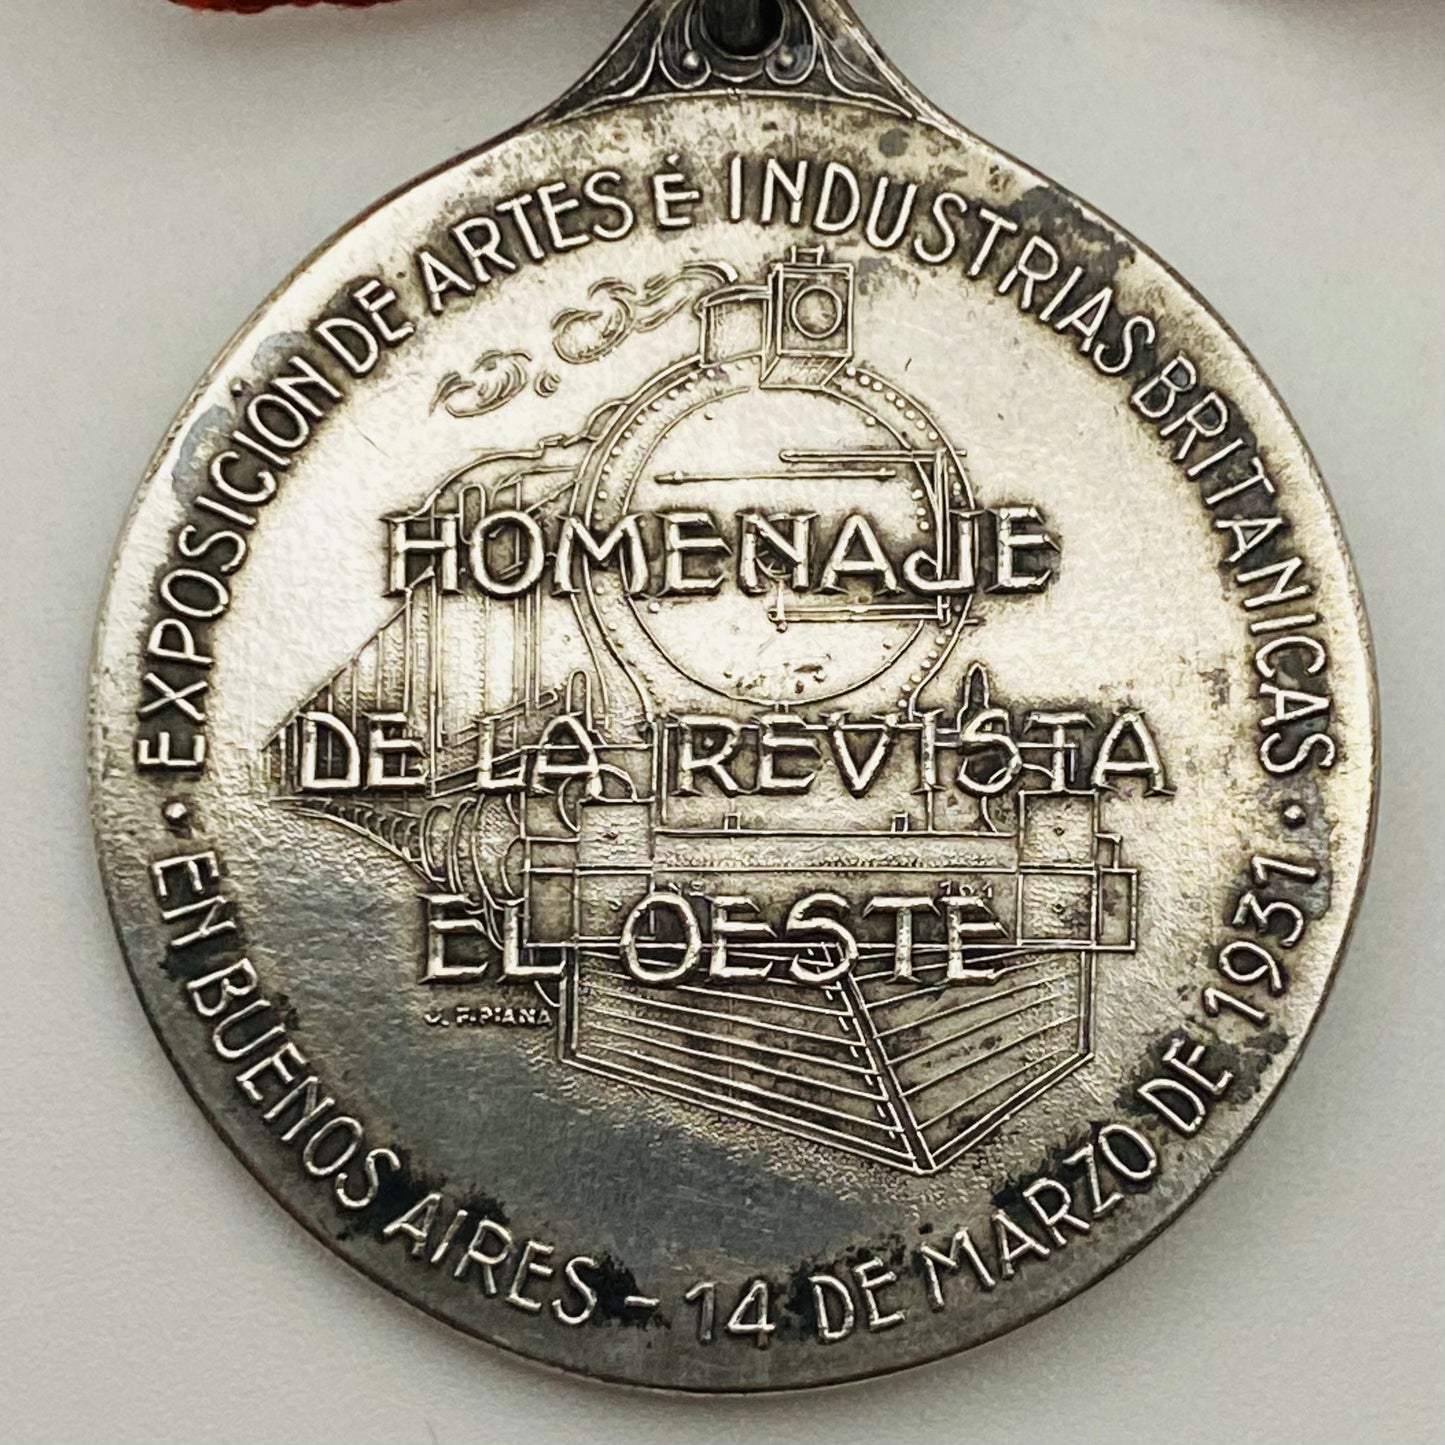 · EXPOSICION DE ARTES É INDUSTRIAS BRITANICAS ·
EN BUENOS AIRES - 14 DE MARZO DE 1931
HOMENAJE
DE LA REVISTA
EL OESTE
F. PIANA